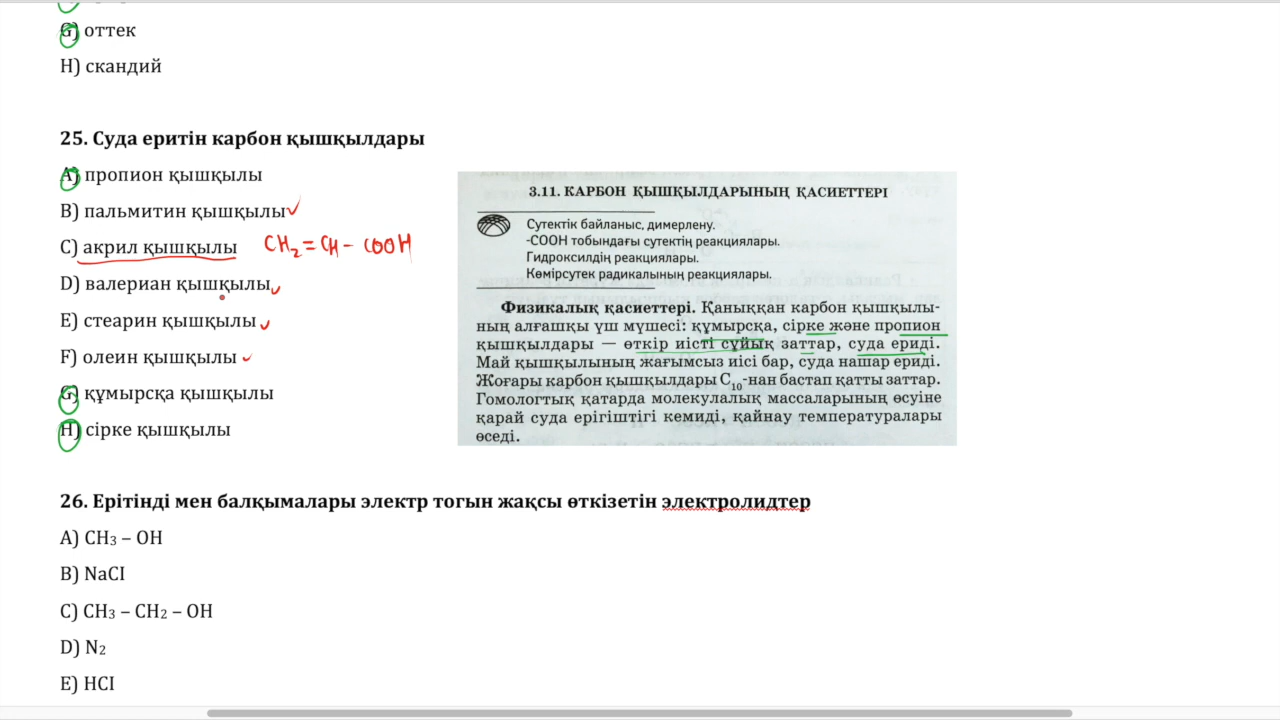 G) оттек
H) скандий
25. Суда еритін карбон қышқылдары
A) пропион қышқылы
B) пальмитин қышқылы
C) акрил қышқылы CH2 = CH - COOH
D) валериан қышқылы
E) стеарин қышқылы
F) олеин қышқылы
G) құмырсқа қышқылы
H) сірке қышқылы
3.11. КАРБОН ҚЫШҚЫЛДАРЫНЫҢ ҚАСИЕТТЕРІ
Сутектік байланыс, димерлену.
-СООН тобындағы сутектің реакциялары.
Гидроксилдің реакциялары.
Көмірсутек радикалының реакциялары.
Физикалық қасиеттері. Қаныққан карбон қышқылы-
ның алғашқы үш мүшесі: құмырсқа, сірке және пропион
қышқылдары — өткір иісті сұйық заттар, суда ериді.
Май қышқылының жағымсыз иісі бар, суда нашар ериді.
Жоғары карбон қышқылдары C10-нан бастап қатты заттар.
Гомологтық қатарда молекулалық массаларының өсуіне
қарай суда ерігіштігі кемиді, қайнау температуралары
өседі.
26. Ерітінді мен балқымалары электр тогын жақсы өткізетін электролидтер
A) CH3 – OH
B) NaCI
C) CH3 – CH2 – OH
D) N2
E) HCI